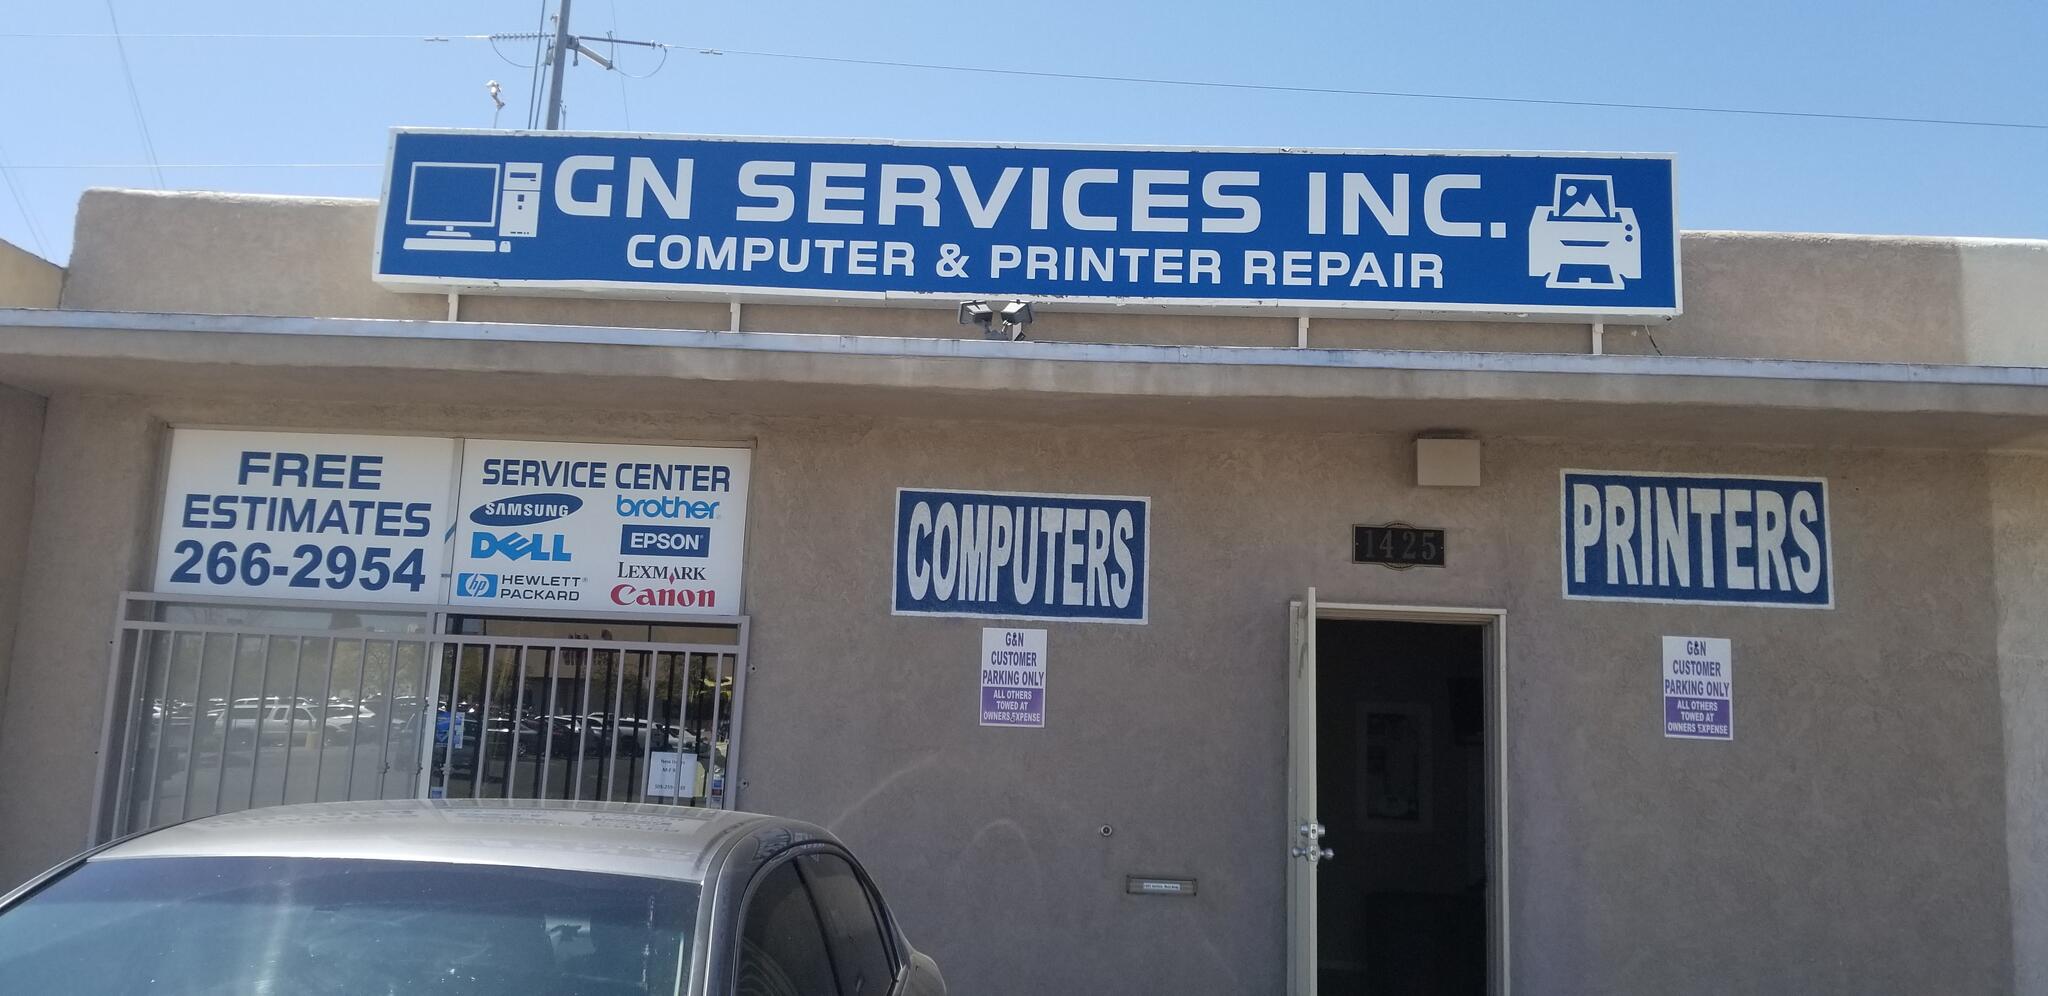 GN SERVICES INC.
COMPUTER & PRINTER REPAIR
FREE
ESTIMATES
266-2954
SERVICE CENTER
SAMSUNG
brother
DELL
EPSON
hp HEWLETT
PACKARD
LEXMARK
Canon
COMPUTERS
1425
PRINTERS
G&N
CUSTOMER
PARKING ONLY
ALL OTHERS
TOWED AT
OWNERS EXPENSE
G&N
CUSTOMER
PARKING ONLY
ALL OTHERS
TOWED AT
OWNERS EXPENSE